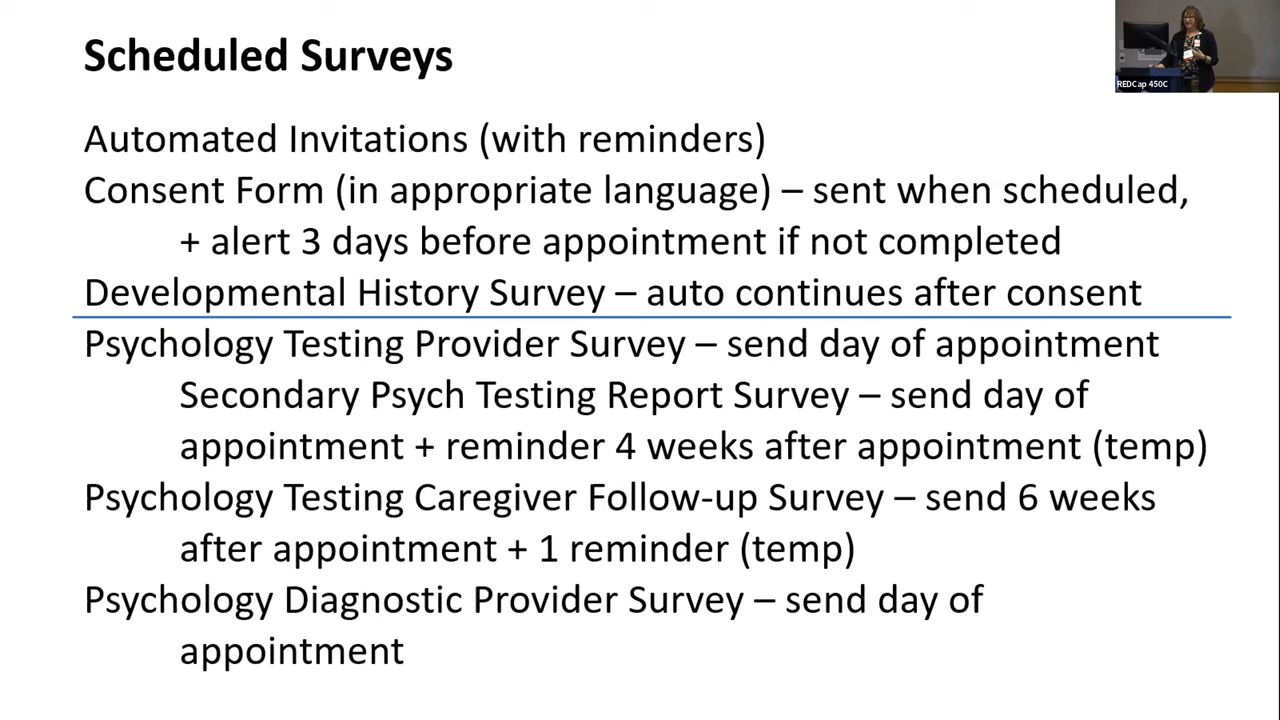 Scheduled Surveys
REDCap 450C
Automated Invitations (with reminders)
Consent Form (in appropriate language) – sent when scheduled,
+ alert 3 days before appointment if not completed
Developmental History Survey – auto continues after consent
Psychology Testing Provider Survey – send day of appointment
Secondary Psych Testing Report Survey – send day of
appointment + reminder 4 weeks after appointment (temp)
Psychology Testing Caregiver Follow-up Survey – send 6 weeks
after appointment + 1 reminder (temp)
Psychology Diagnostic Provider Survey – send day of
appointment